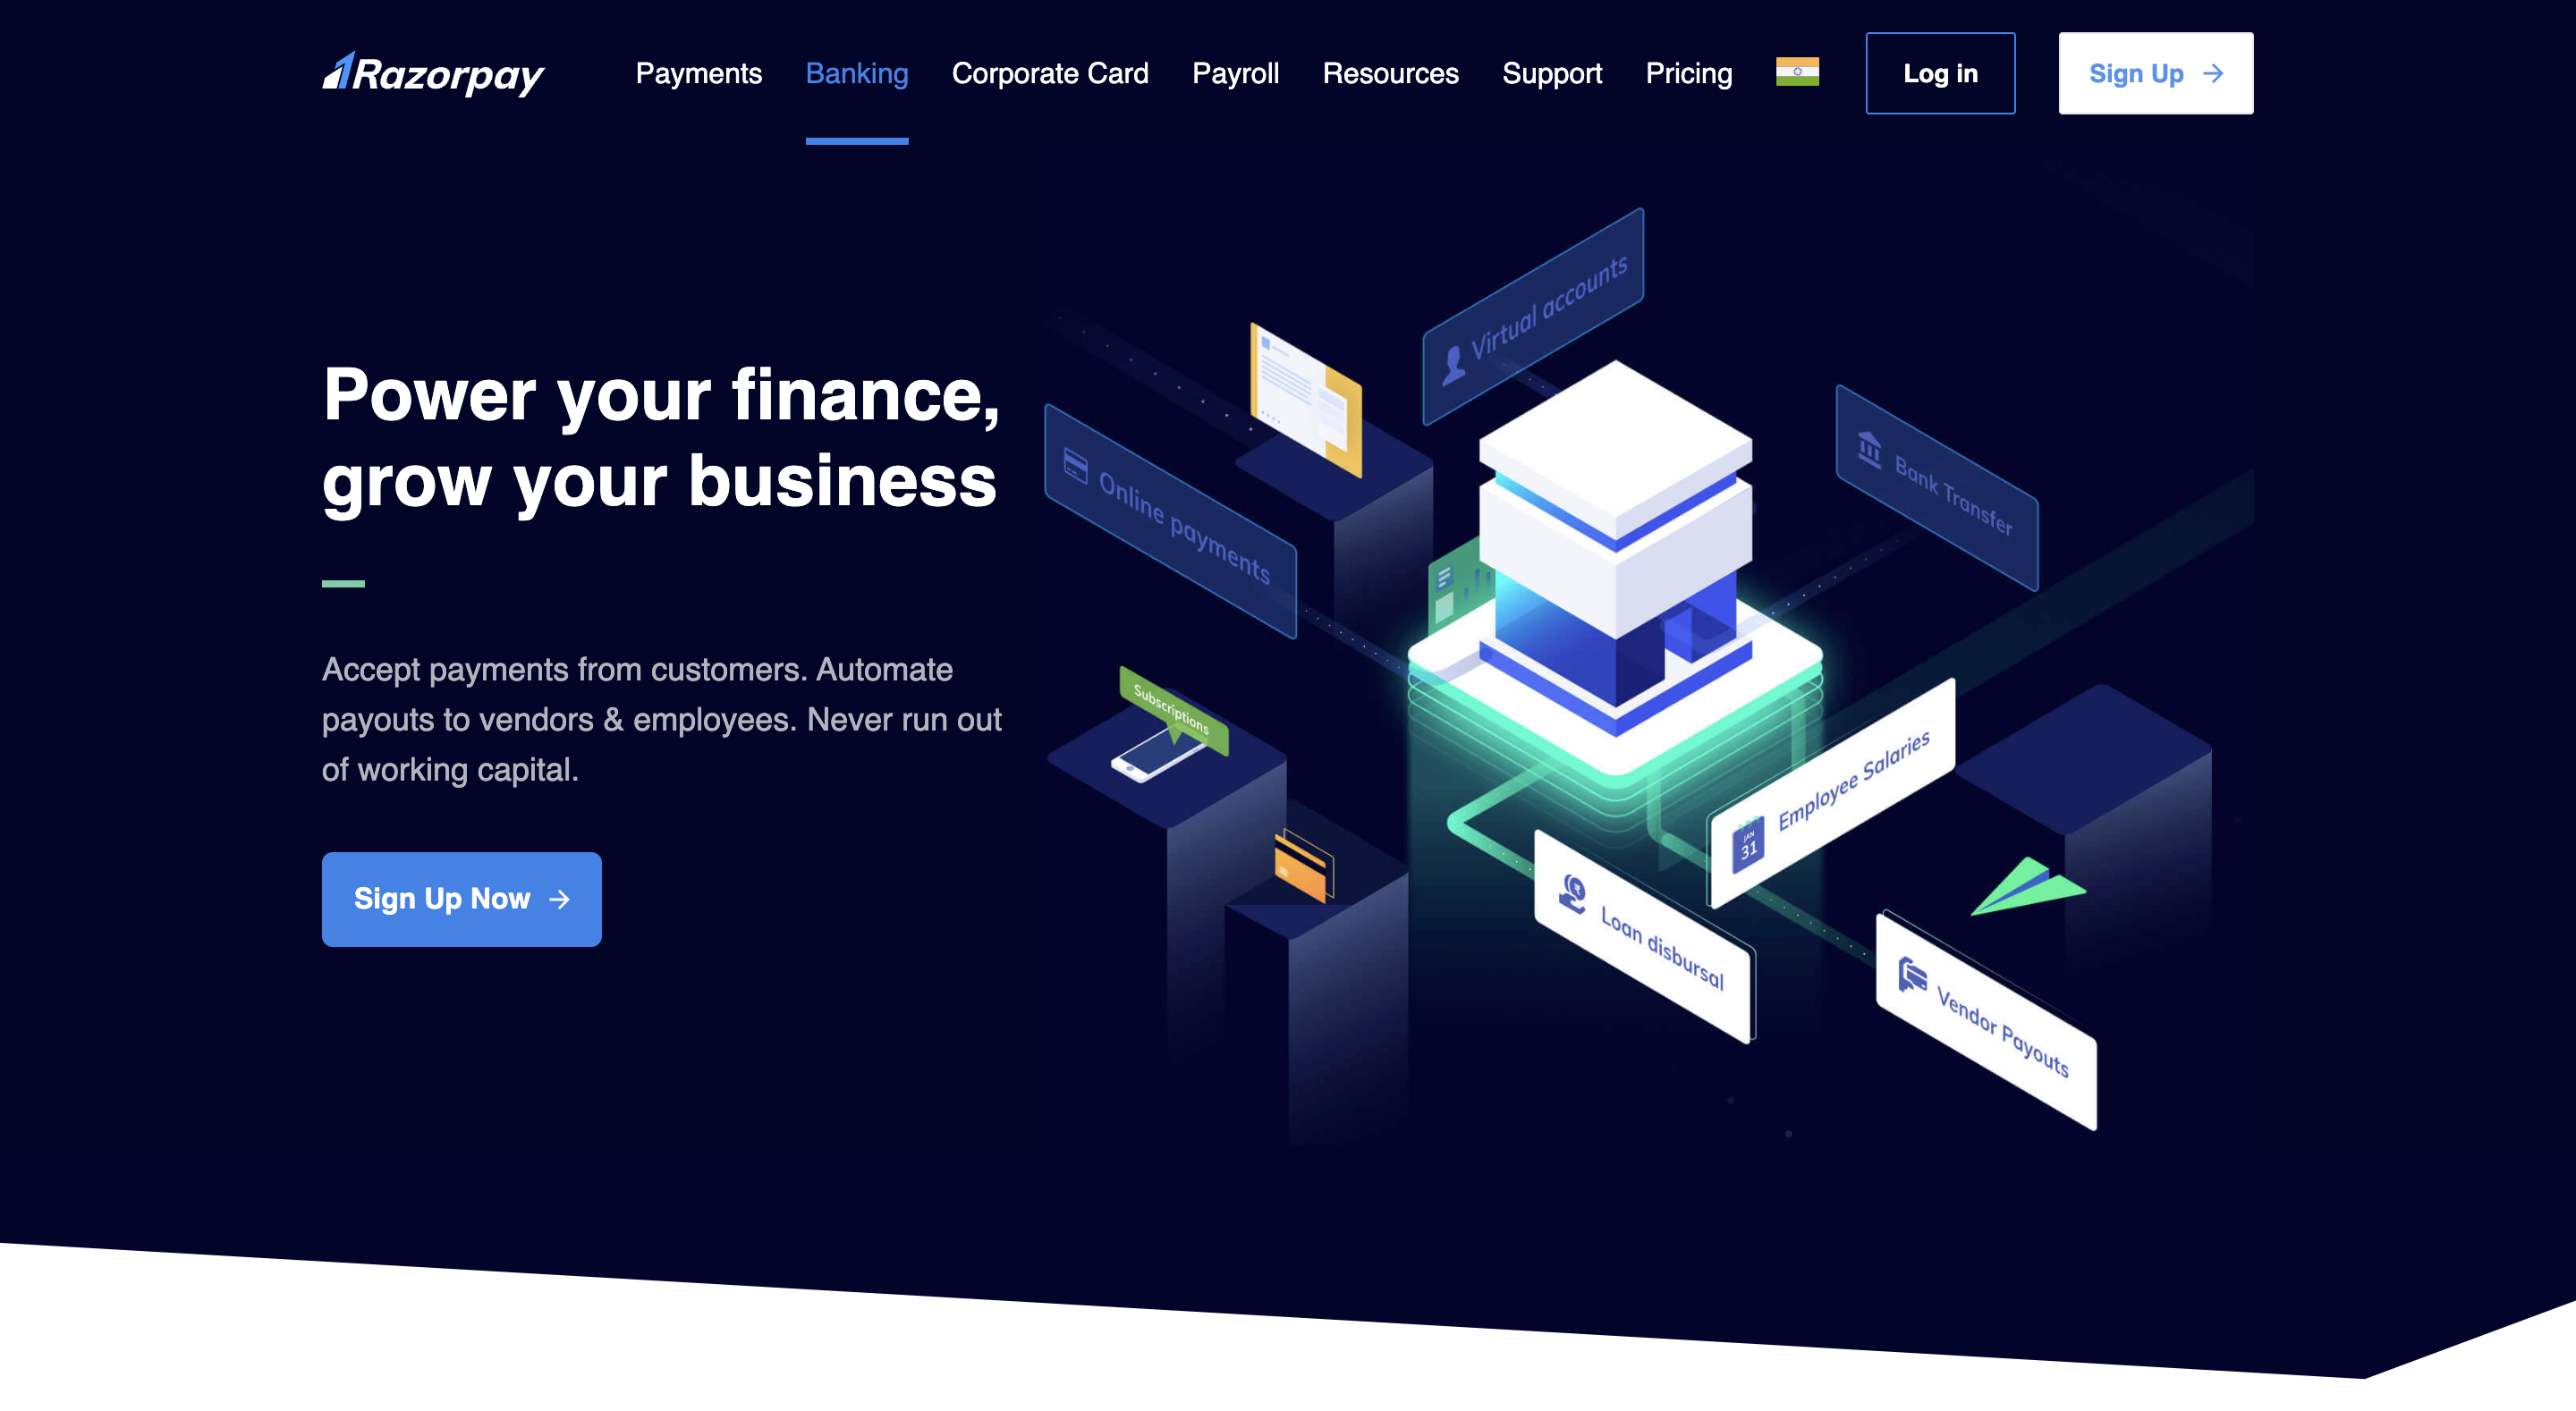 Razorpay
Payments
Banking
Corporate Card
Payroll
Resources
Support
Pricing
Log in
Sign Up
Power your finance,
grow your business
Accept payments from customers. Automate
payouts to vendors & employees. Never run out
of working capital.
Sign Up Now
Virtual accounts
Bank Transfer
Online payments
Subscriptions
Employee Salaries
JAN
31
Loan disbursal
Vendor Payouts